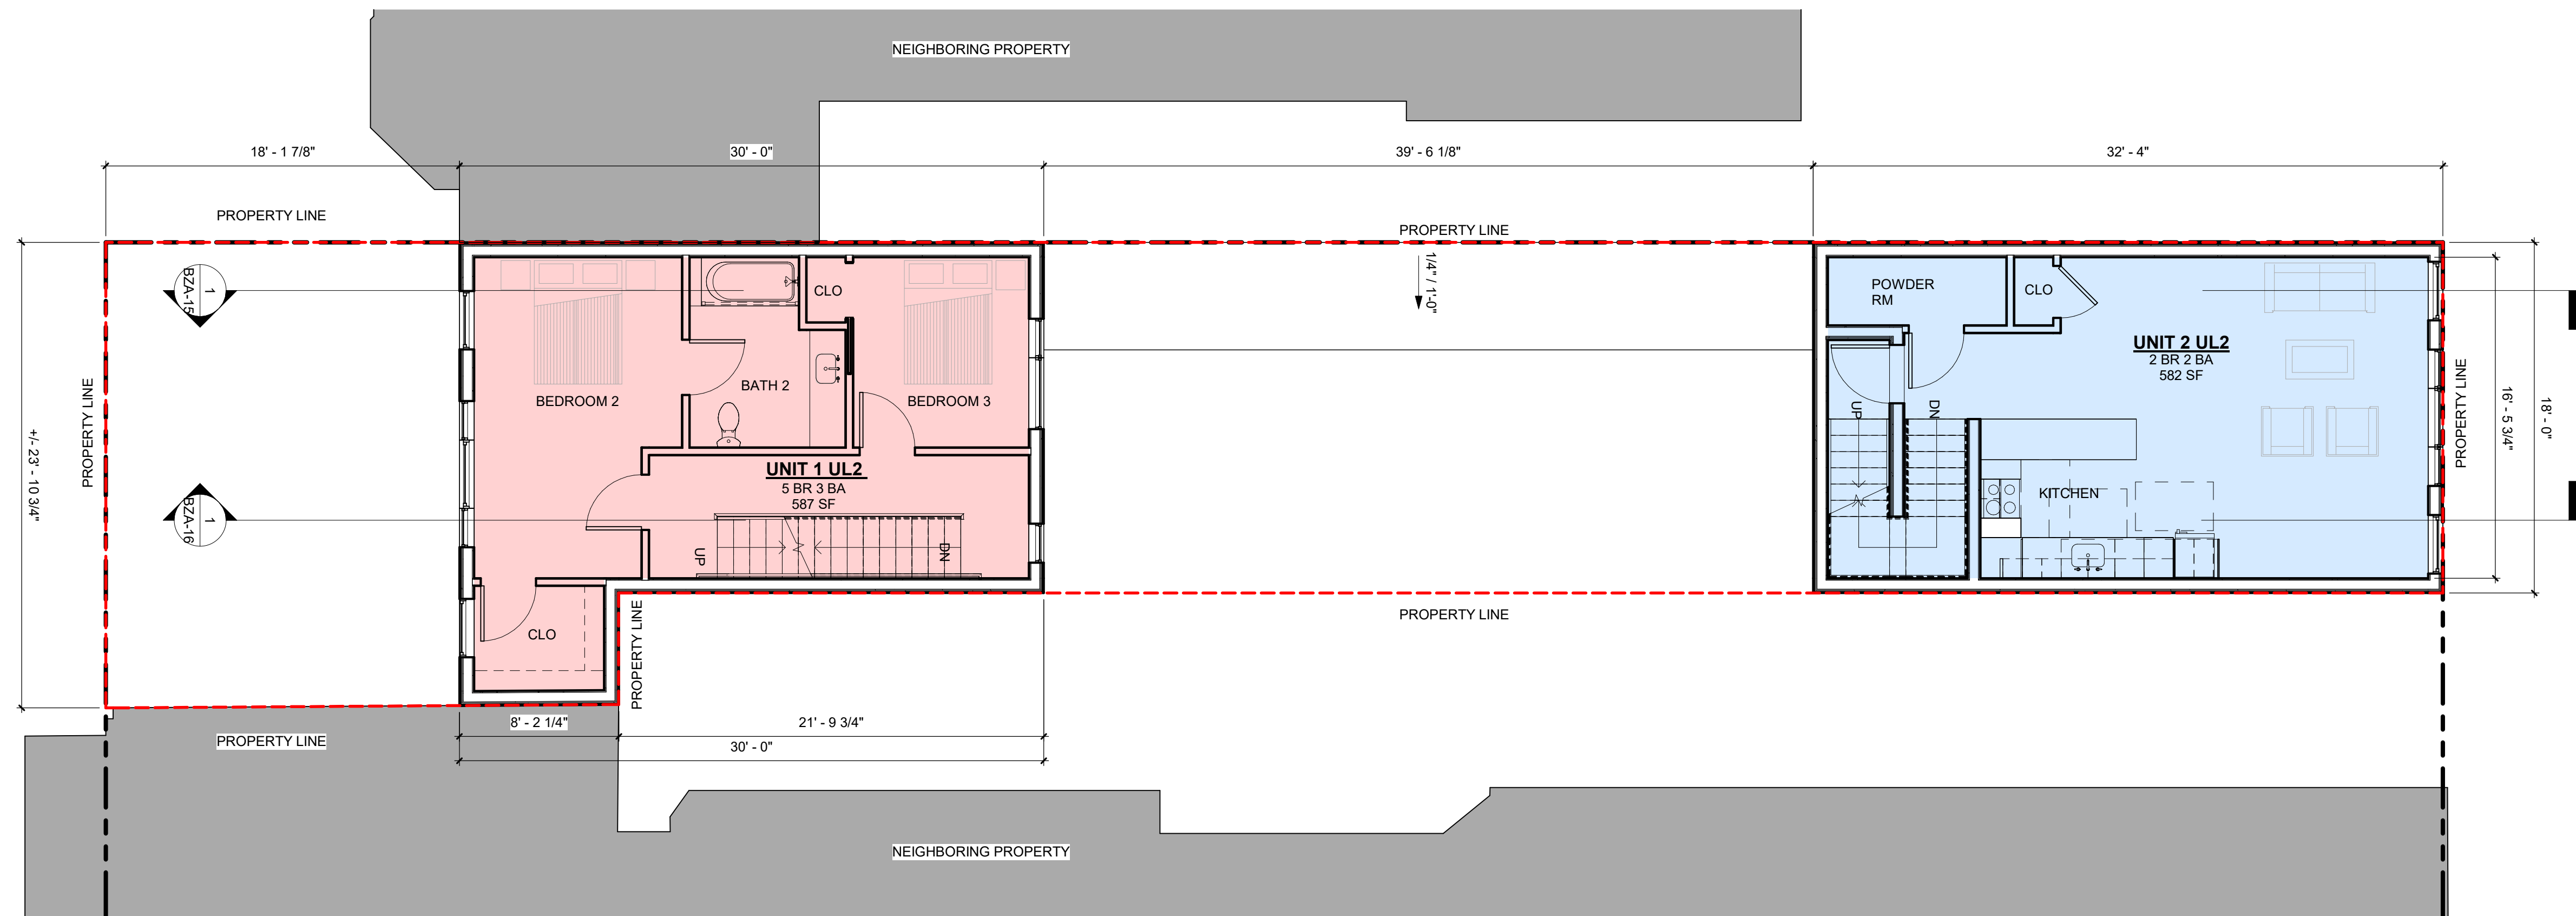 NEIGHBORING PROPERTY
18' - 1 7/8"
30' - 0"
39' - 6 1/8"
32' - 4"
PROPERTY LINE
PROPERTY LINE
1
BZA-15
1/4" / 1'-0"
CLO
POWDER
RM
CLO
UNIT 2 UL2
2 BR 2 BA
582 SF
BATH 2
BEDROOM 2
BEDROOM 3
UP
DN
PROPERTY LINE
+/- 23' - 10 3/4"
PROPERTY LINE
16' - 5 3/4"
18' - 0"
UNIT 1 UL2
5 BR 3 BA
587 SF
KITCHEN
1
BZA-16
UP
DN
CLO
PROPERTY LINE
PROPERTY LINE
8' - 2 1/4"
21' - 9 3/4"
PROPERTY LINE
30' - 0"
NEIGHBORING PROPERTY